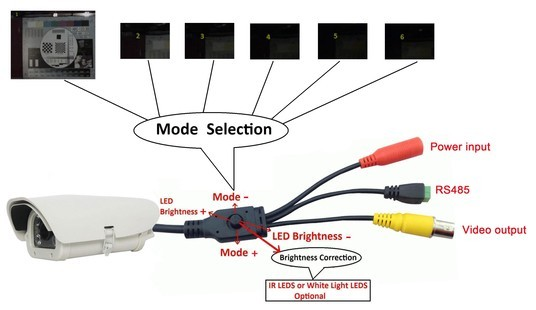 2
3
4
5
6
Mode Selection
Power input
RS485
Video output
Mode −
LED
Brightness +
LED Brightness −
Mode +
Brightness Correction
IR LEDS or White Light LEDS
Optional